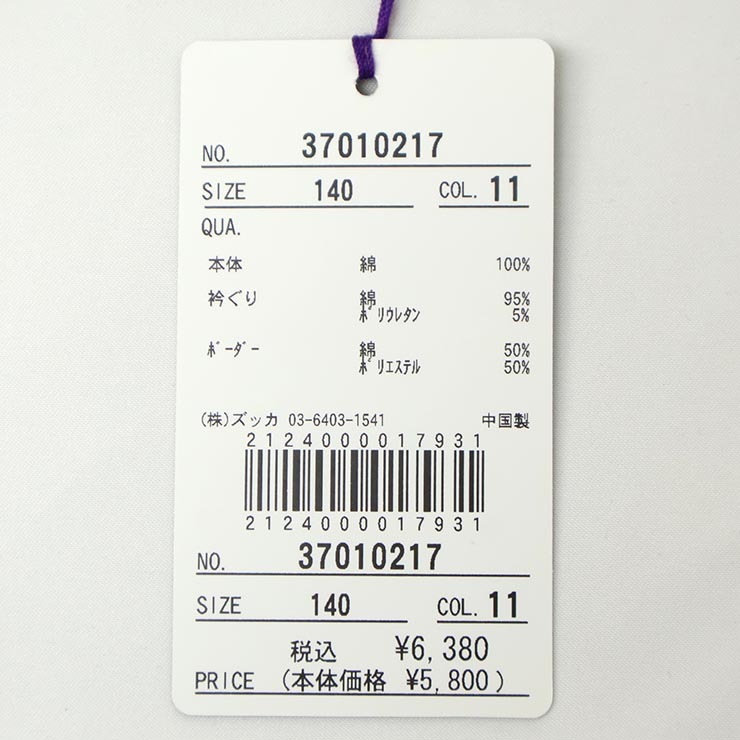 NO. 37010217
SIZE 140 COL. 11
QUA.
本体 綿 100%
衿ぐり 綿 95%
ﾎﾟﾘｳﾚﾀﾝ 5%
ﾎﾞｰﾀﾞｰ 綿 50%
ﾎﾟﾘｴｽﾃﾙ 50%
(株)ズッカ 03-6403-1541 中国製
2124000017931
2124000017931
NO. 37010217
SIZE 140 COL. 11
税込 ¥6,380
PRICE (本体価格 ¥5,800)